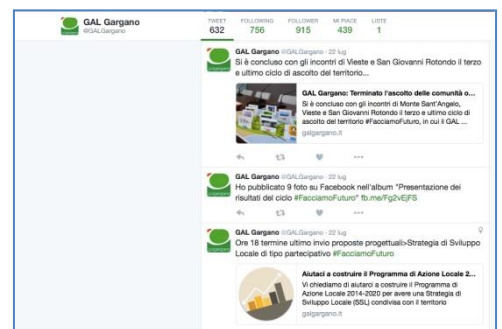 GAL Gargano
@GALGargano
TWEET FOLLOWING FOLLOWER MI PIACE LISTE
632 756 915 439 1
GAL Gargano @GALGargano · 22 lug
Si è concluso con gli incontri di Vieste e San Giovanni Rotondo il terzo
e ultimo ciclo di ascolto del territorio...
GAL Gargano: Terminato l'ascolto delle comunità o...
Si è concluso con gli incontri di Monte Sant'Angelo,
Vieste e San Giovanni Rotondo il terzo e ultimo ciclo di
ascolto del territorio #FacciamoFuturo, in cui il GAL ...
galgargano.it
GAL Gargano @GALGargano · 22 lug
Ho pubblicato 9 foto su Facebook nell'album "Presentazione dei
risultati del ciclo #FacciamoFuturo" fb.me/Fg2vEjFS
GAL Gargano @GALGargano · 22 lug
Ore 18 termine ultimo invio proposte progettuali>Strategia di Sviluppo
Locale di tipo partecipativo #FacciamoFuturo
Aiutaci a costruire il Programma di Azione Locale 2...
Vi chiediamo di aiutarci a costruire il Programma di
Azione Locale 2014-2020 per avere una Strategia di
Sviluppo Locale (SSL) condivisa con il territorio
galgargano.it